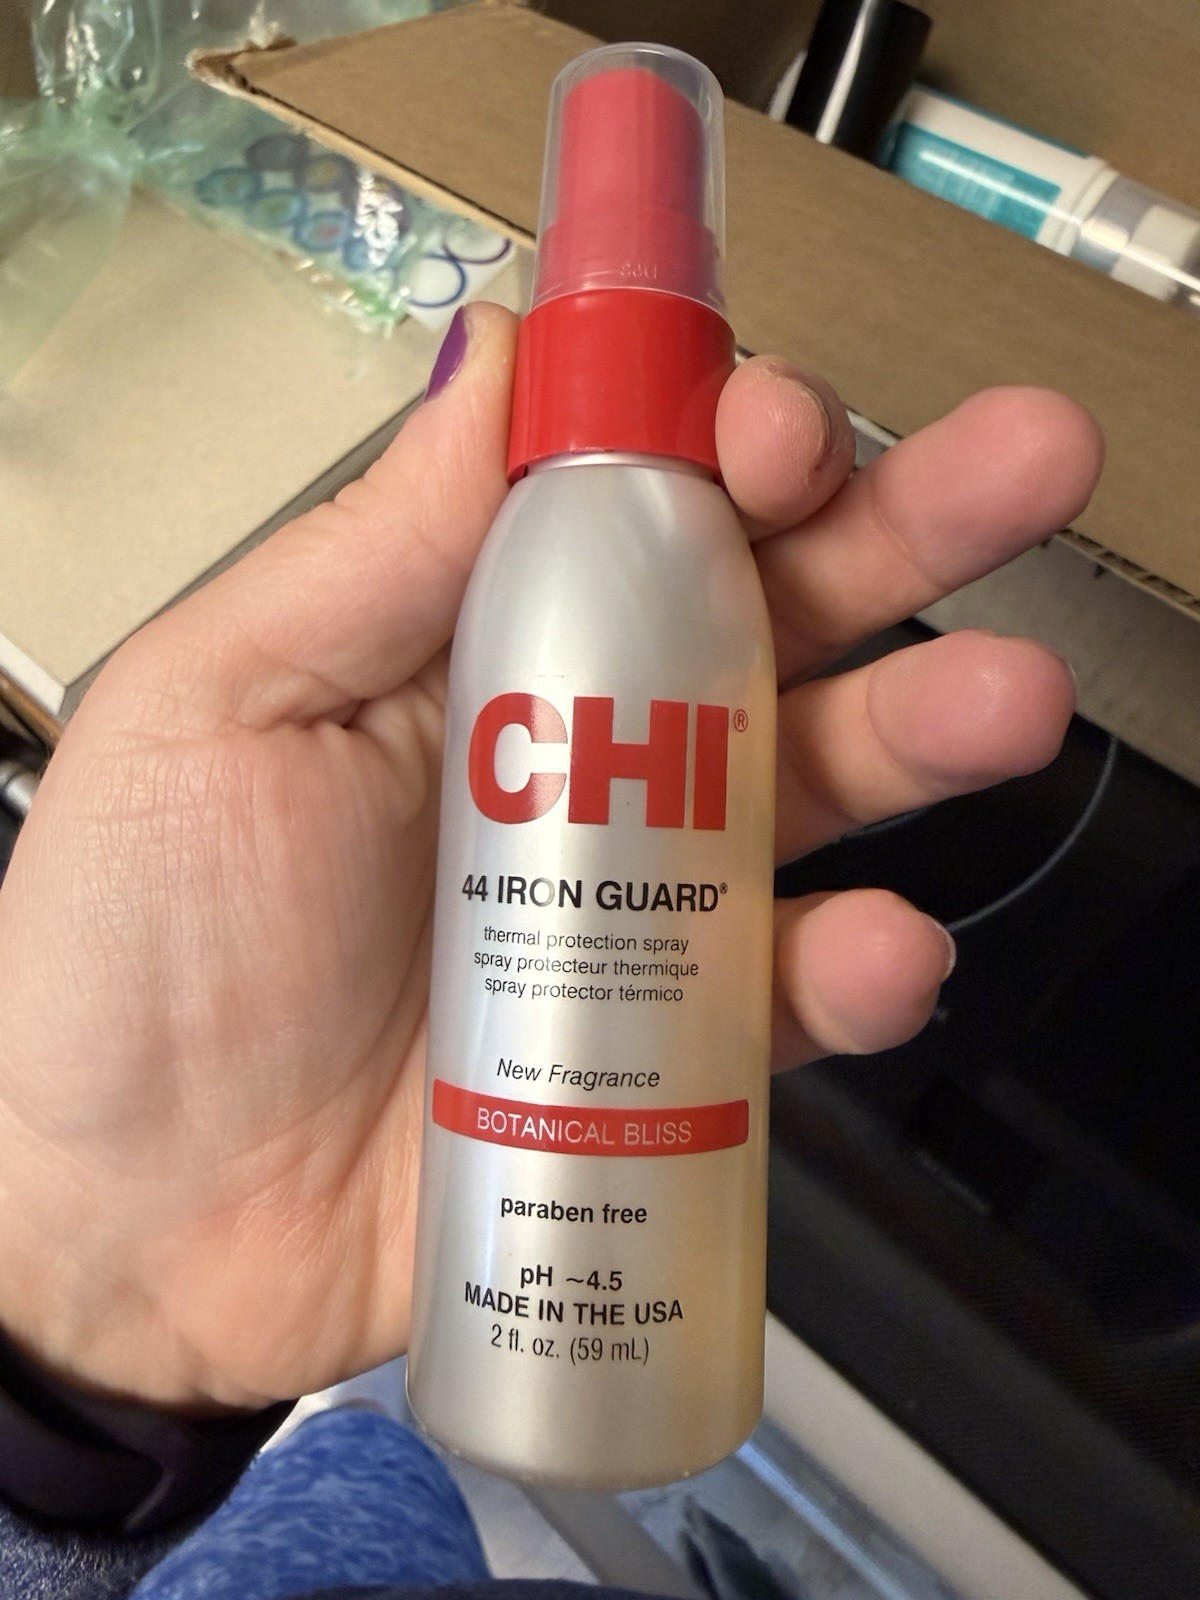 CHI®
44 IRON GUARD®
thermal protection spray
spray protecteur thermique
spray protector térmico
New Fragrance
BOTANICAL BLISS
paraben free
pH ~4.5
MADE IN THE USA
2 fl. oz. (59 mL)